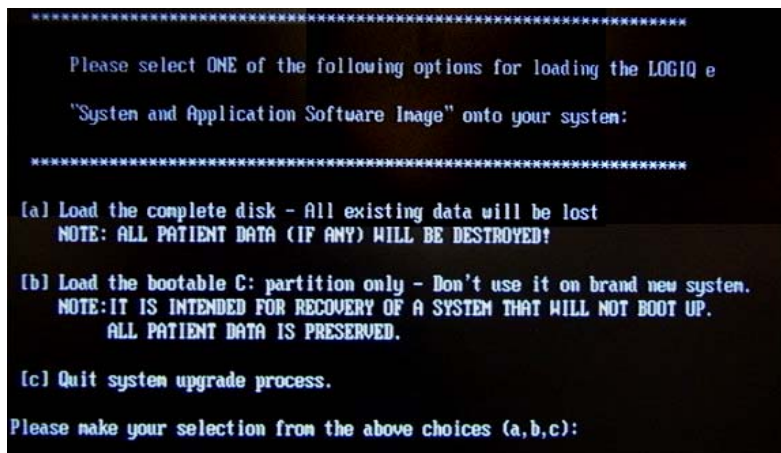 *******************************************************************
Please select ONE of the following options for loading the LOGIQ e
"System and Application Software Image" onto your system:
*******************************************************************
[a] Load the complete disk - All existing data will be lost
NOTE: ALL PATIENT DATA (IF ANY) WILL BE DESTROYED!
[b] Load the bootable C: partition only - Don't use it on brand new system.
NOTE:IT IS INTENDED FOR RECOVERY OF A SYSTEM THAT WILL NOT BOOT UP.
ALL PATIENT DATA IS PRESERVED.
[c] Quit system upgrade process.
Please make your selection from the above choices (a,b,c):